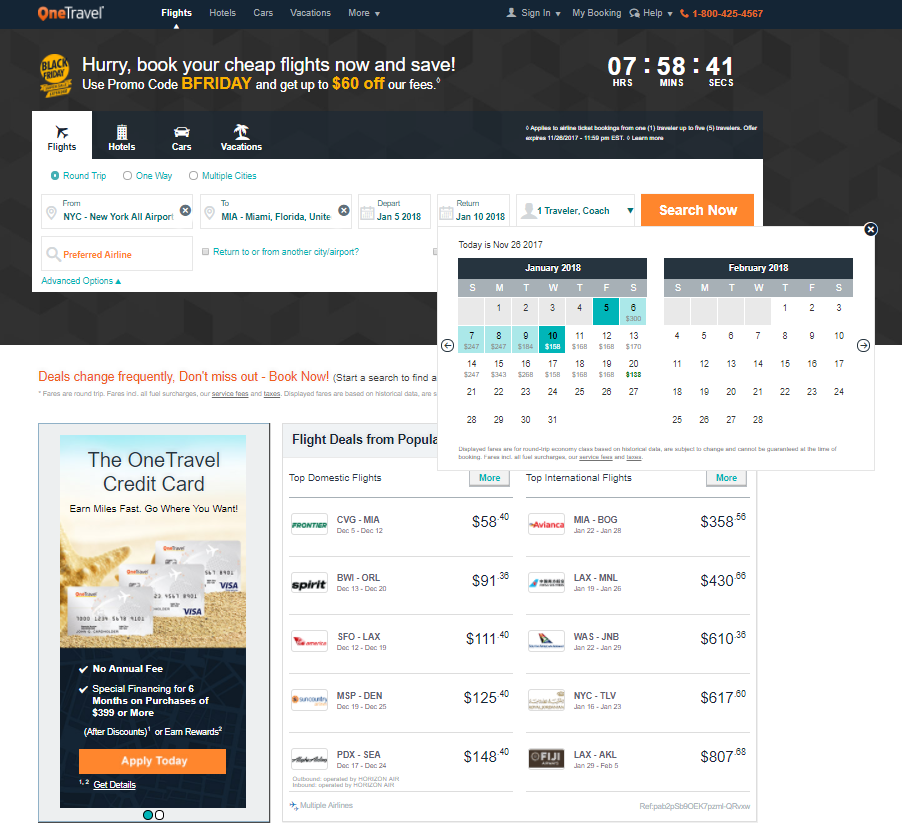 OneTravel
Flights Hotels Cars Vacations More Sign In My Booking Help 1-800-425-4567
BLACK FRIDAY
Hurry, book your cheap flights now and save!
Use Promo Code BFRIDAY and get up to $60 off our fees.◊
07 : 58 : 41
HRS MINS SECS
Flights Hotels Cars Vacations
◊ Applies to airline ticket bookings from one (1) traveler up to five (5) travelers. Offer
expires 11/26/2017 - 11:59 pm EST. ◊ Learn more
Round Trip One Way Multiple Cities
From
NYC - New York All Airport
To
MIA - Miami, Florida, Unite
Depart
Jan 5 2018
Return
Jan 10 2018
1 Traveler, Coach
Search Now
Preferred Airline
Return to or from another city/airport?
Advanced Options
Today is Nov 26 2017
January 2018
S M T W T F S
1 2 3 4 5 6
$300
7 8 9 10 11 12 13
$247 $247 $184 $158 $168 $168 $170
14 15 16 17 18 19 20
$247 $343 $268 $158 $168 $168 $138
21 22 23 24 25 26 27
28 29 30 31
February 2018
S M T W T F S
1 2 3
4 5 6 7 8 9 10
11 12 13 14 15 16 17
18 19 20 21 22 23 24
25 26 27 28
Displayed fares are for round-trip economy class based on historical data, are subject to change and cannot be guaranteed at the time of
booking. Fares incl. all fuel surcharges, our service fees and taxes.
Deals change frequently, Don't miss out - Book Now! (Start a search to find a
* Fares are round trip. Fares incl. all fuel surcharges, our service fees and taxes. Displayed fares are based on historical data, are s
The OneTravel
Credit Card
Earn Miles Fast. Go Where You Want!
OneTravel
OneTravel
OneTravel
VISA
VISA
7000 1234 5678 9101
No Annual Fee
Special Financing for 6
Months on Purchases of
$399 or More
(After Discounts)1 or Earn Rewards2
Apply Today
1, 2 Get Details
Flight Deals from Popula
Top Domestic Flights More
FRONTIER CVG - MIA $58.40
Dec 5 - Dec 12
spirit BWI - ORL $91.36
Dec 13 - Dec 20
america SFO - LAX $111.40
Dec 12 - Dec 19
suncountry MSP - DEN $125.40
Dec 19 - Dec 25
Alaska Airlines PDX - SEA $148.40
Dec 17 - Dec 24
Outbound: operated by HORIZON AIR
Inbound: operated by HORIZON AIR
Multiple Airlines
Top International Flights More
Avianca MIA - BOG $358.56
Jan 22 - Jan 28
LAX - MNL $430.66
Jan 19 - Jan 26
WAS - JNB $610.36
Jan 22 - Jan 29
NYC - TLV $617.60
Jan 16 - Jan 23
FIJI AIRWAYS LAX - AKL $807.68
Jan 29 - Feb 5
Ref:pab2pSb9OEK7pzml-QRvxw